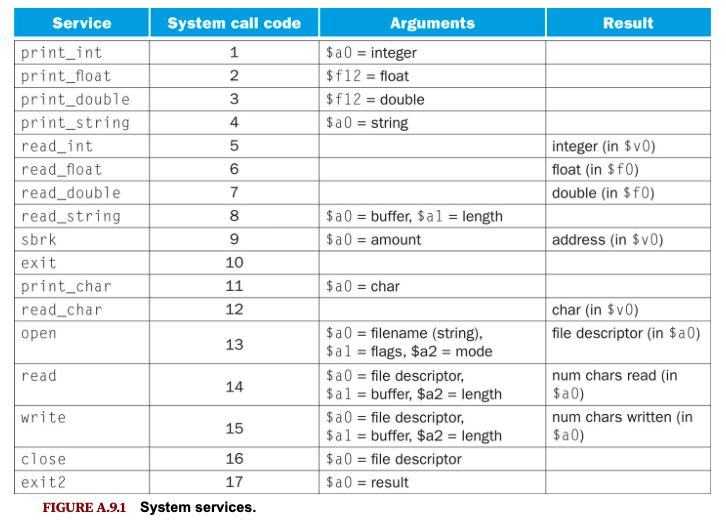 Service System call code Arguments Result
print_int 1 $a0 = integer
print_float 2 $f12 = float
print_double 3 $f12 = double
print_string 4 $a0 = string
read_int 5 integer (in $v0)
read_float 6 float (in $f0)
read_double 7 double (in $f0)
read_string 8 $a0 = buffer, $a1 = length
sbrk 9 $a0 = amount address (in $v0)
exit 10
print_char 11 $a0 = char
read_char 12 char (in $v0)
open 13 $a0 = filename (string), file descriptor (in $a0)
$a1 = flags, $a2 = mode
read 14 $a0 = file descriptor, num chars read (in
$a1 = buffer, $a2 = length $a0)
write 15 $a0 = file descriptor, num chars written (in
$a1 = buffer, $a2 = length $a0)
close 16 $a0 = file descriptor
exit2 17 $a0 = result
FIGURE A.9.1 System services.